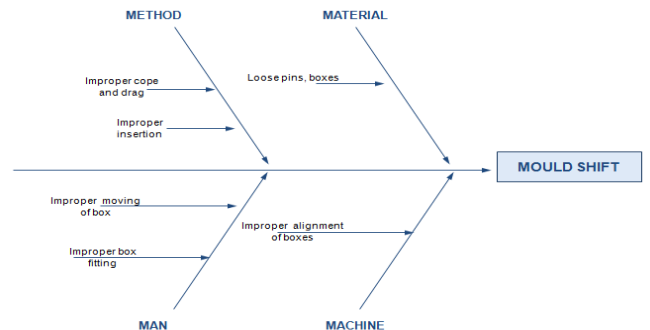 METHOD
MATERIAL
Improper cope
and drag
Loose pins, boxes
Improper
insertion
MOULD SHIFT
Improper moving
of box
Improper alignment
of boxes
Improper box
fitting
MAN
MACHINE